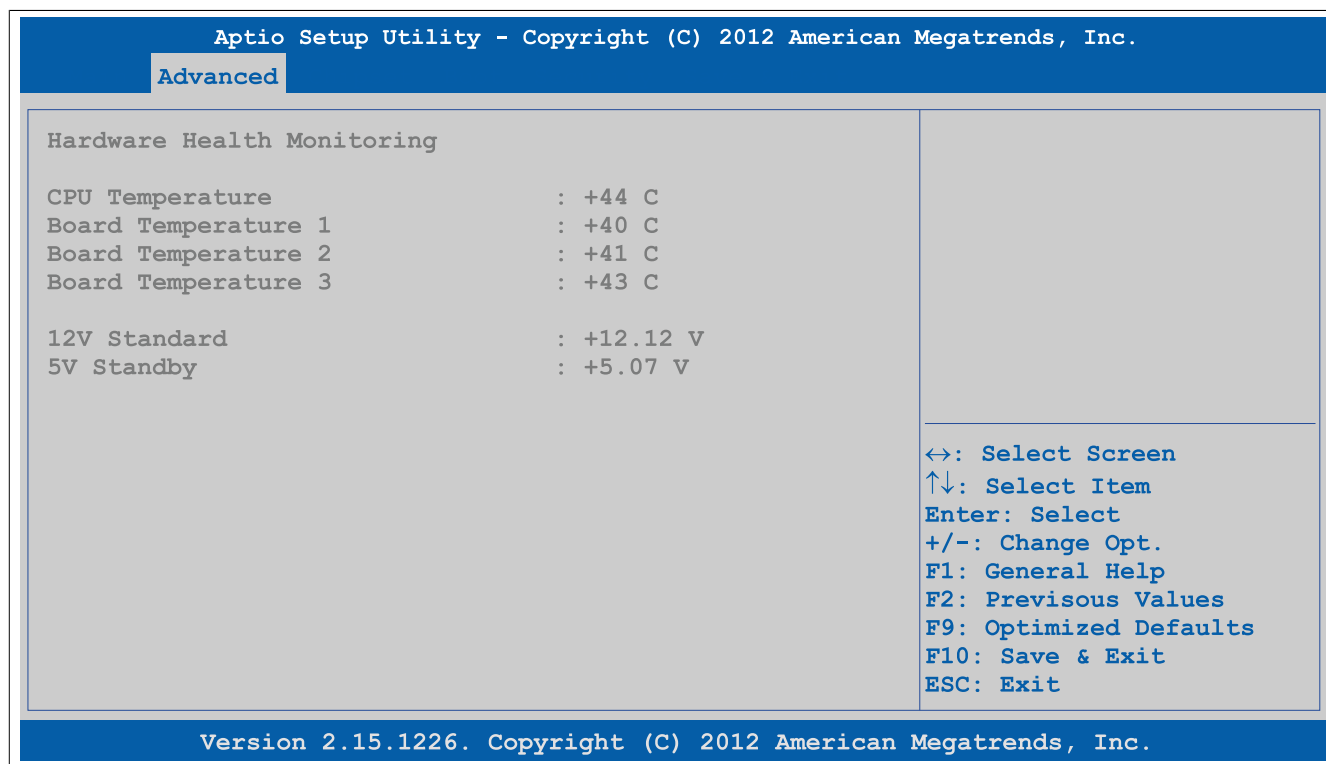 Aptio Setup Utility - Copyright (C) 2012 American Megatrends, Inc.
Advanced
Hardware Health Monitoring
CPU Temperature : +44 C
Board Temperature 1 : +40 C
Board Temperature 2 : +41 C
Board Temperature 3 : +43 C
12V Standard : +12.12 V
5V Standby : +5.07 V
↔: Select Screen
↑↓: Select Item
Enter: Select
+/-: Change Opt.
F1: General Help
F2: Previsous Values
F9: Optimized Defaults
F10: Save & Exit
ESC: Exit
Version 2.15.1226. Copyright (C) 2012 American Megatrends, Inc.